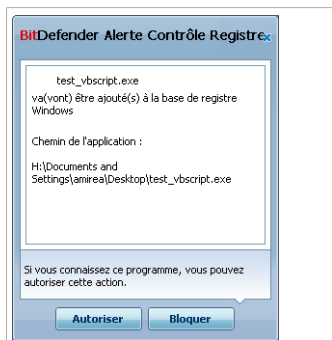 BitDefender Alerte Contrôle Registre
test_vbscript.exe
va(vont) être ajouté(s) à la base de registre
Windows
Chemin de l'application :
H:\Documents and
Settings\amirea\Desktop\test_vbscript.exe
Si vous connaissez ce programme, vous pouvez
autoriser cette action.
Autoriser Bloquer